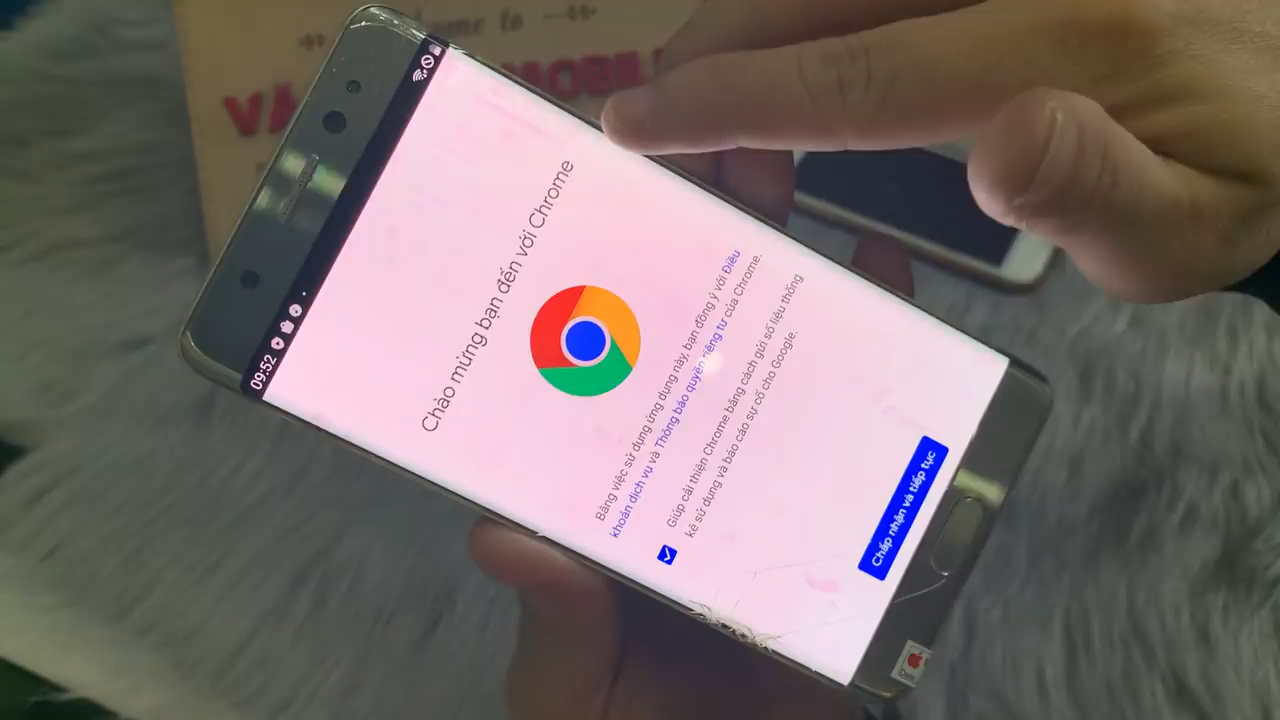 09:52
Chào mừng bạn đến với Chrome
Bằng việc sử dụng ứng dụng này, bạn đồng ý với Điều
khoản dịch vụ và Thông báo quyền riêng tư của Chrome.
Giúp cải thiện Chrome bằng cách gửi số liệu thống
kê sử dụng và báo cáo sự cố cho Google.
Chấp nhận và tiếp tục
to
MOBILE